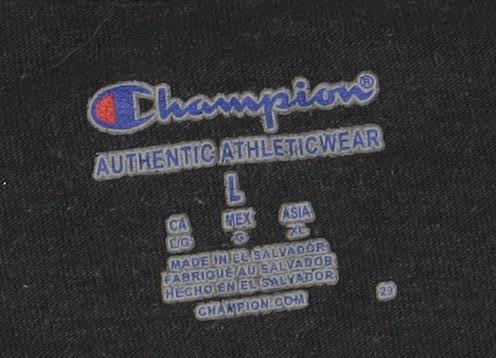 Champion®
AUTHENTIC ATHLETICWEAR
L
CA MEX ASIA
L/G G XL
MADE IN EL SALVADOR
FABRIQUÉ AU SALVADOR
HECHO EN EL SALVADOR
CHAMPION.COM
29